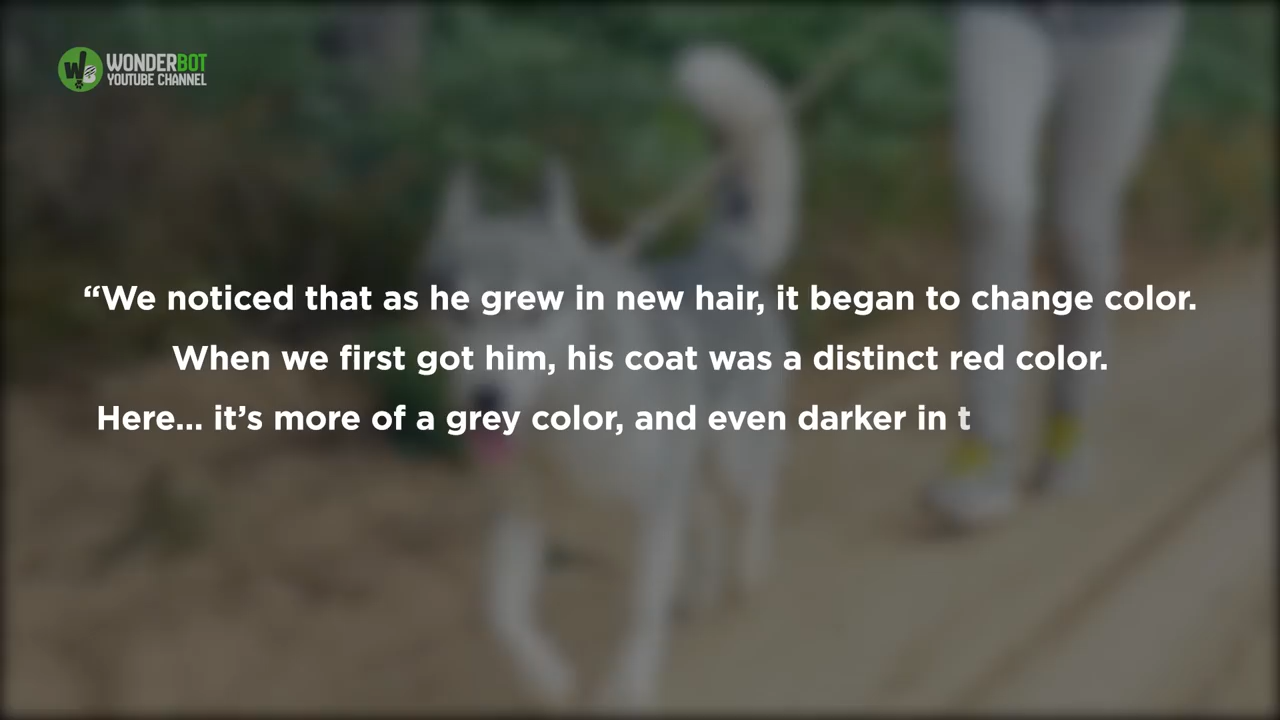 WONDERBOT
YOUTUBE CHANNEL
“We noticed that as he grew in new hair, it began to change color.
When we first got him, his coat was a distinct red color.
Here... it’s more of a grey color, and even darker in t